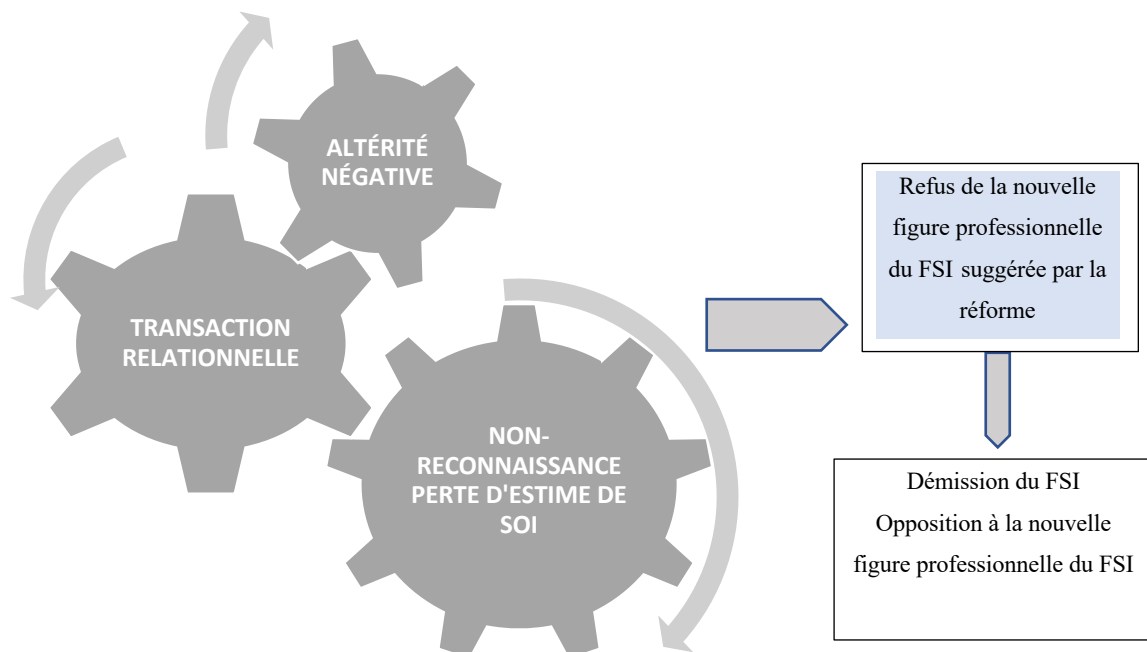 ALTÉRITÉ
NÉGATIVE
TRANSACTION
RELATIONNELLE
NON-
RECONNAISSANCE
PERTE D'ESTIME DE
SOI
Refus de la nouvelle
figure professionnelle
du FSI suggérée par la
réforme
Démission du FSI
Opposition à la nouvelle
figure professionnelle du FSI